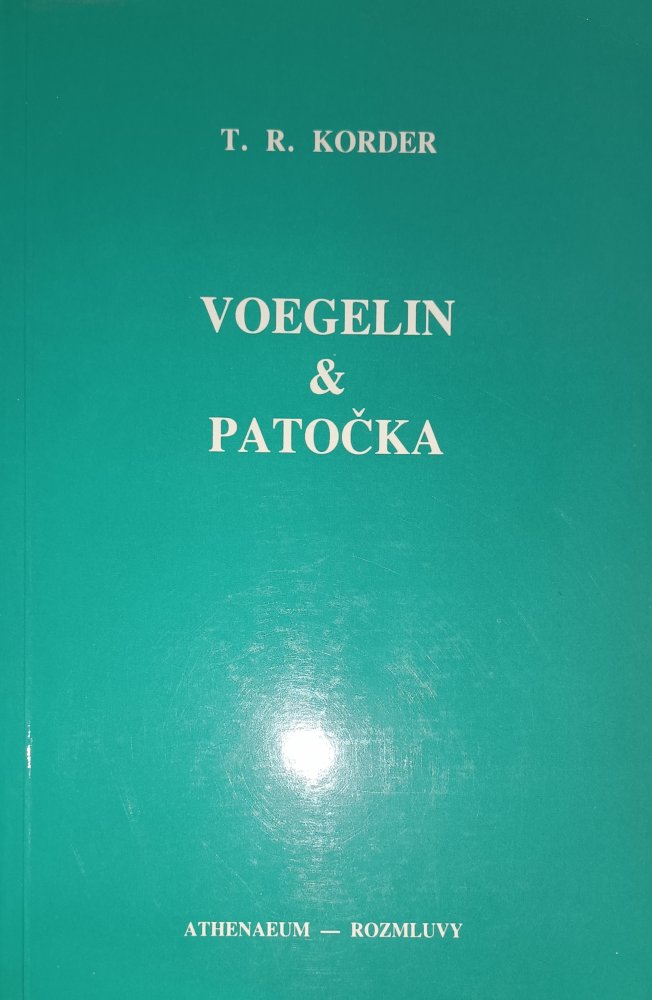 T. R. KORDER
VOEGELIN
&
PATOČKA
ATHENAEUM — ROZMLUVY